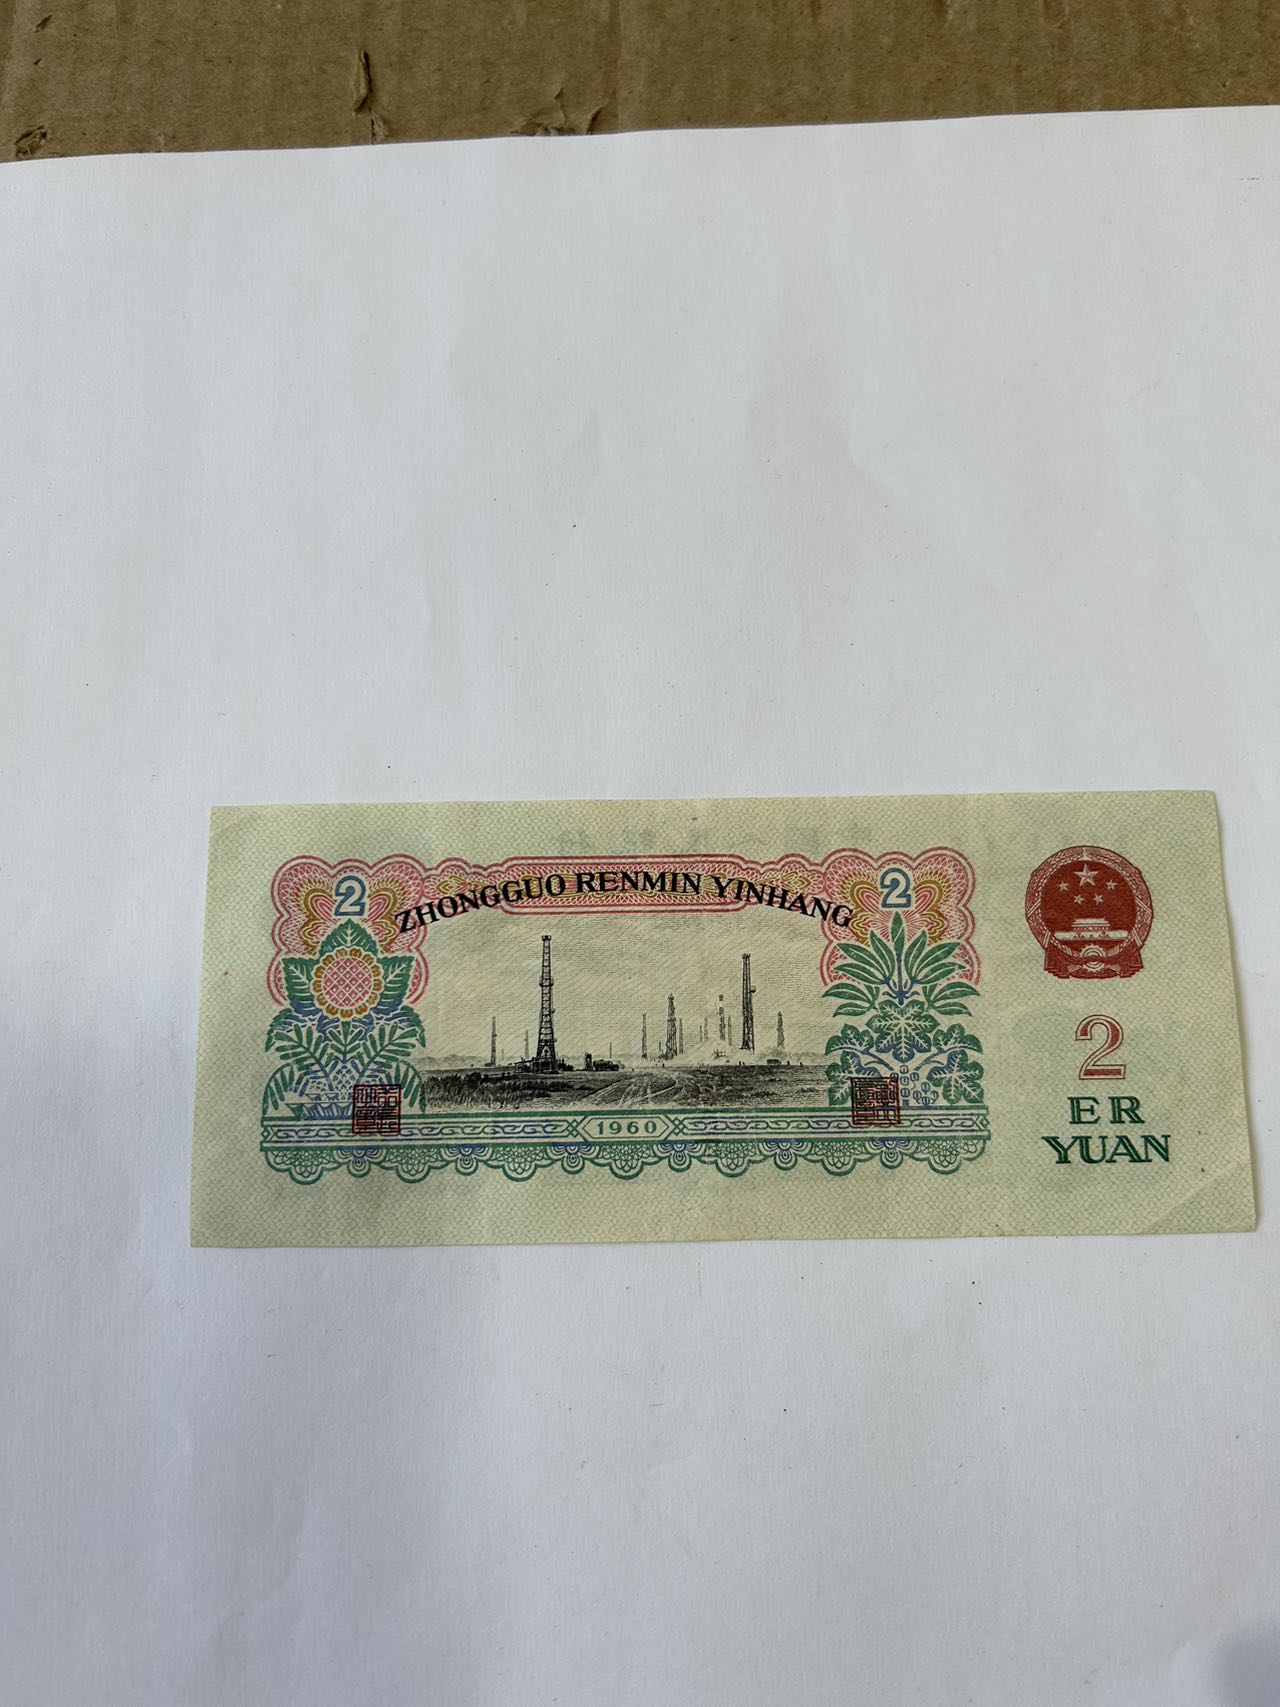 ZHONGGUO RENMIN YINHANG
2
2
2
ER
YUAN
1960